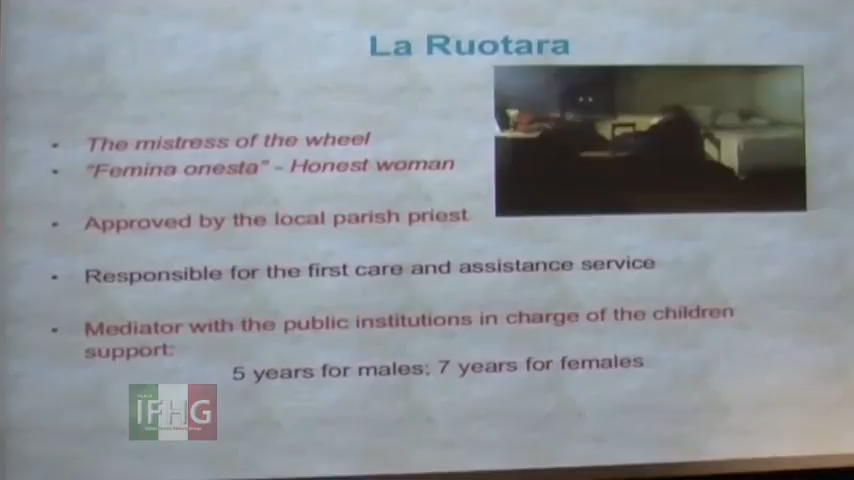 La Ruotara
• The mistress of the wheel
• "Femina onesta" - Honest woman
• Approved by the local parish priest
• Responsible for the first care and assistance service
• Mediator with the public institutions in charge of the children
support:
5 years for males; 7 years for females
IFHG